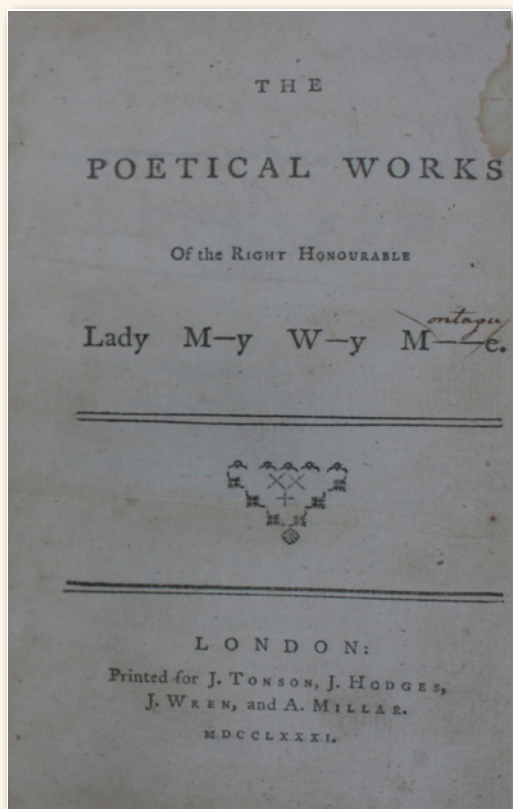 THE
POETICAL WORKS
Of the RIGHT HONOURABLE
ontagu
Lady M—y W—y M——e.
LONDON:
Printed for J. TONSON, J. HODGES,
J. WREN, and A. MILLAR.
MDCCLXXXI.